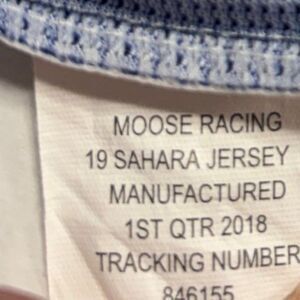 MOOSE RACING
19 SAHARA JERSEY
MANUFACTURED
1ST QTR 2018
TRACKING NUMBER
846155